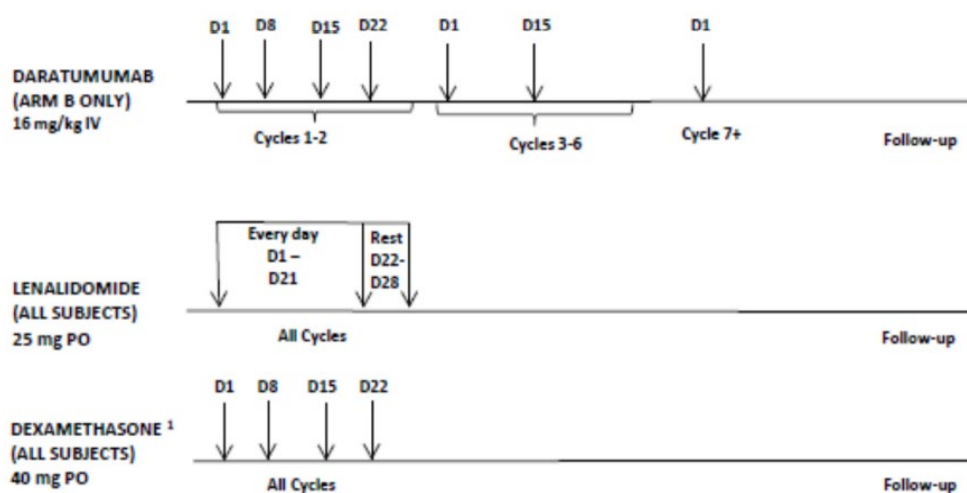 D1 D8 D15 D22 D1 D15 D1
DARATUMUMAB
(ARM B ONLY)
16 mg/kg IV
Cycles 1-2
Cycles 3-6
Cycle 7+
Follow-up
Every day
D1 –
D21
Rest
D22-
D28
LENALIDOMIDE
(ALL SUBJECTS)
25 mg PO
All Cycles
Follow-up
D1 D8 D15 D22
DEXAMETHASONE ¹
(ALL SUBJECTS)
40 mg PO
All Cycles
Follow-up